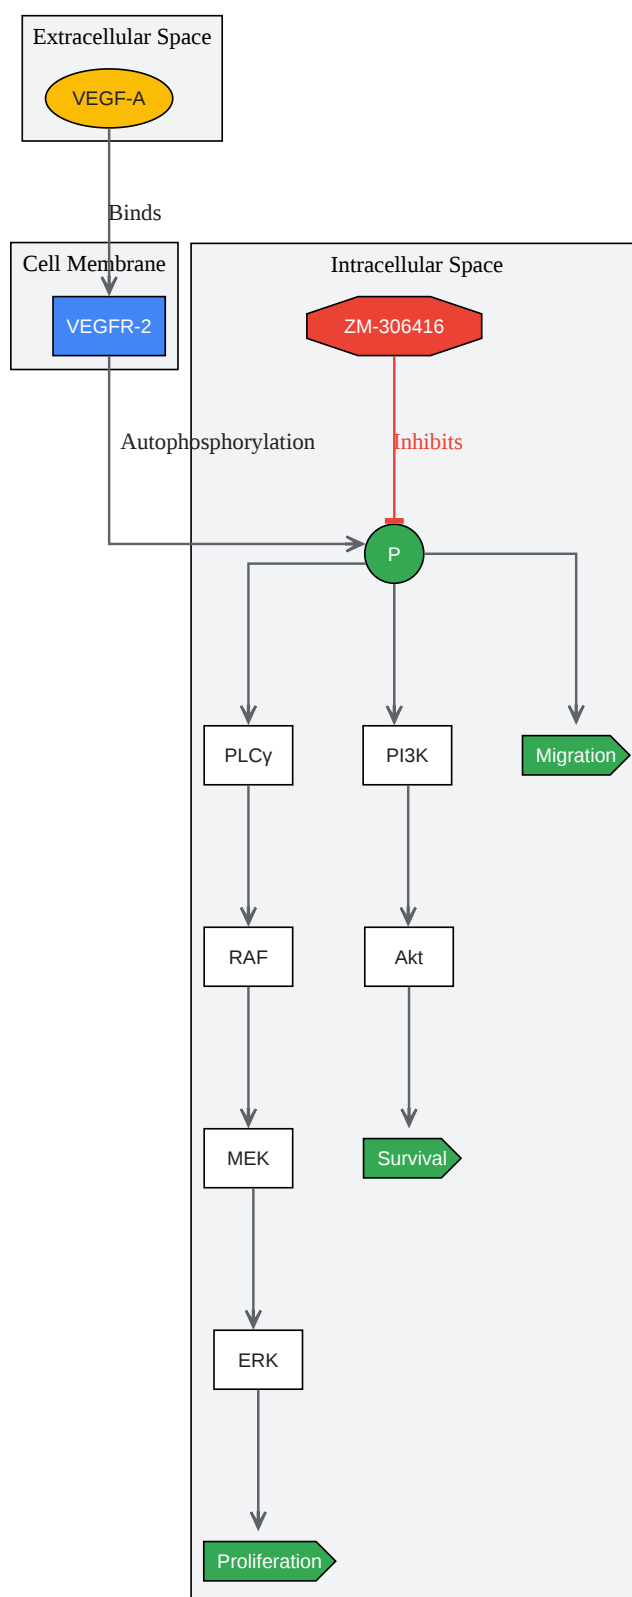 Extracellular Space
VEGF-A
Binds
Cell Membrane
VEGFR-2
Intracellular Space
ZM-306416
Autophosphorylation
Inhibits
P
PLCγ
PI3K
Migration
RAF
Akt
MEK
Survival
ERK
Proliferation